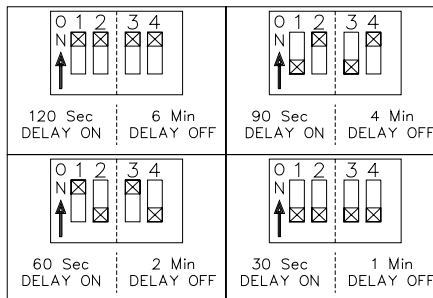 O 1 2 3 4
N
120 Sec DELAY ON
6 Min DELAY OFF
O 1 2 3 4
N
90 Sec DELAY ON
4 Min DELAY OFF
O 1 2 3 4
N
60 Sec DELAY ON
2 Min DELAY OFF
O 1 2 3 4
N
30 Sec DELAY ON
1 Min DELAY OFF